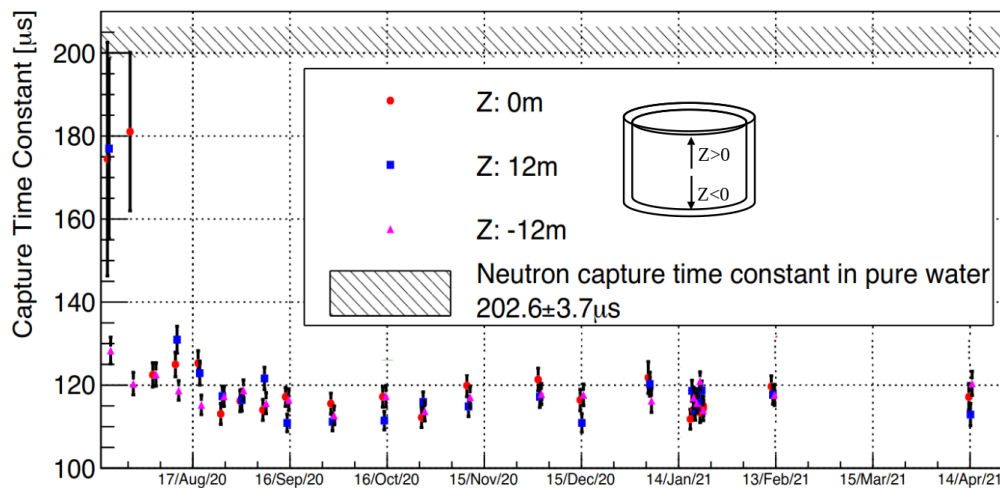 Capture Time Constant [μs]
200
180
160
140
120
100
Z: 0m
Z: 12m
Z: -12m
Neutron capture time constant in pure water
202.6±3.7μs
Z>0
Z<0
17/Aug/20
16/Sep/20
16/Oct/20
15/Nov/20
15/Dec/20
14/Jan/21
13/Feb/21
15/Mar/21
14/Apr/21